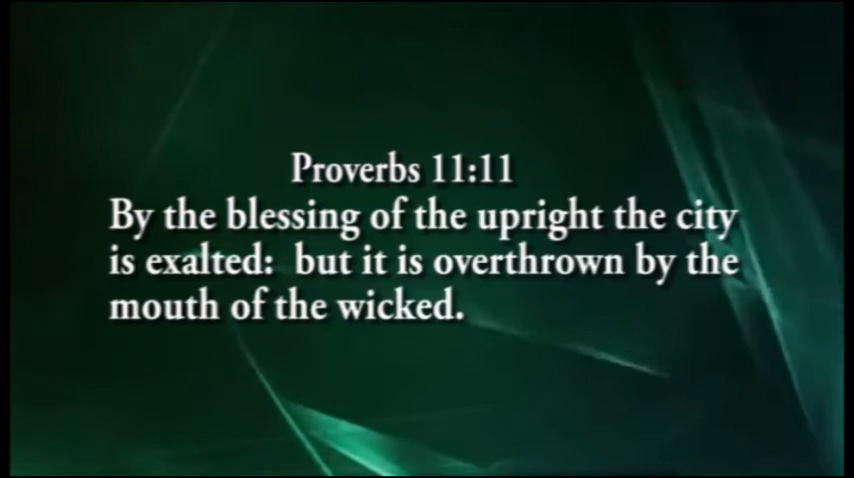 Proverbs 11:11
By the blessing of the upright the city
is exalted:  but it is overthrown by the
mouth of the wicked.